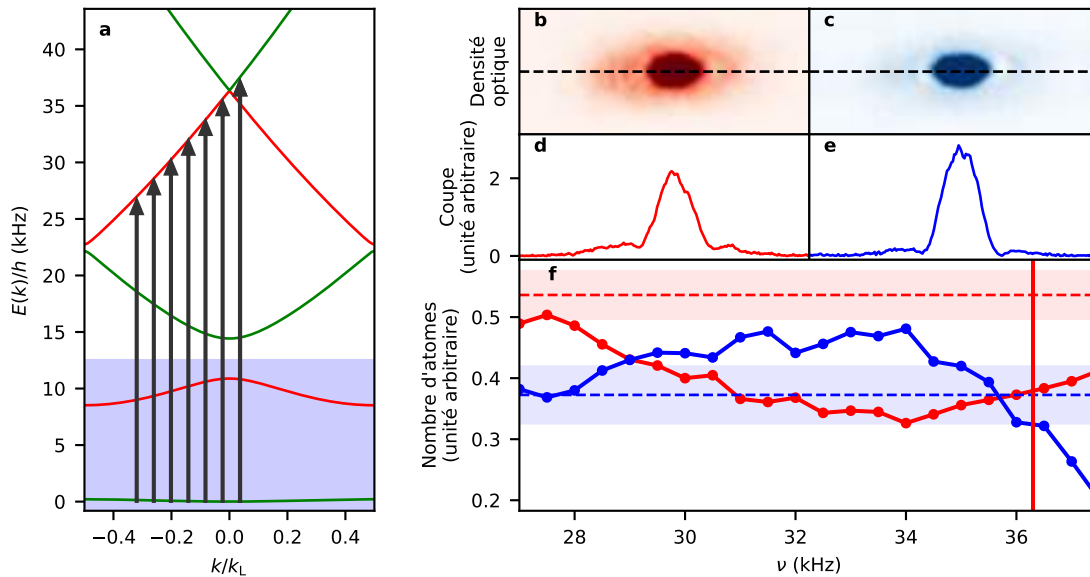 a
E(k)/h (kHz)
40
35
30
25
20
15
10
5
0
−0.4
−0.2
0.0
0.2
0.4
k/k_L
b
c
Densité
optique
d
e
Coupe
(unité arbitraire)
2
0
f
Nombre d'atomes
(unité arbitraire)
0.5
0.4
0.3
0.2
28
30
32
34
36
ν (kHz)